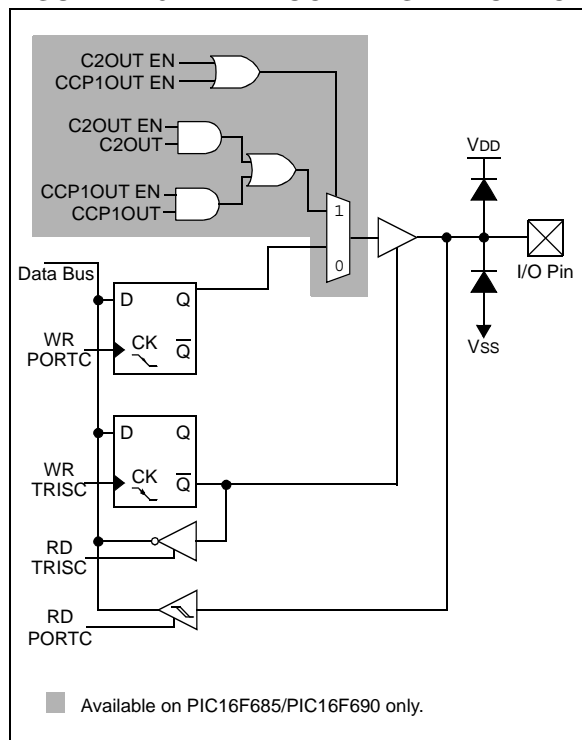 C2OUT EN
CCP1OUT EN
C2OUT EN
C2OUT
CCP1OUT EN
CCP1OUT
1
0
VDD
I/O Pin
VSS
Data Bus
D Q
WR
PORTC
CK Q
D Q
WR
TRISC
CK Q
RD
TRISC
RD
PORTC
Available on PIC16F685/PIC16F690 only.